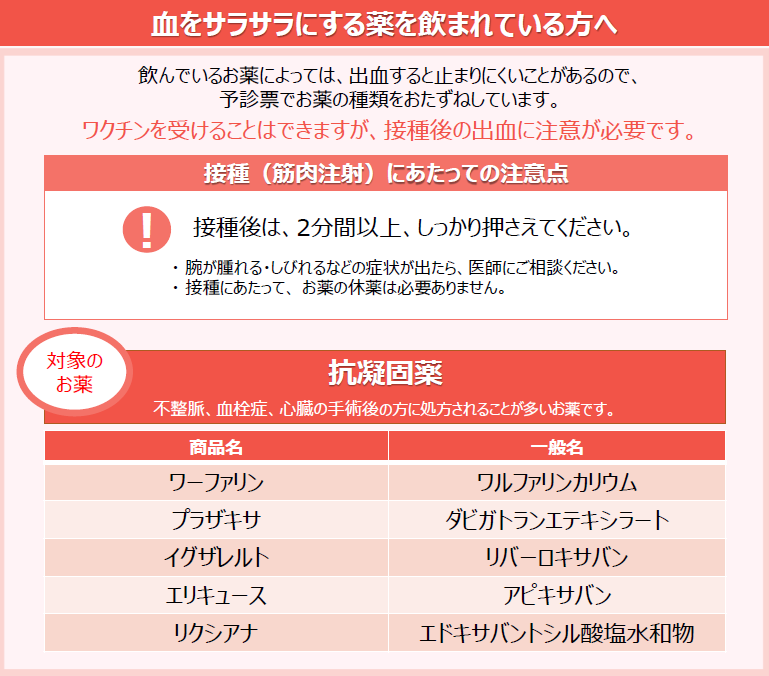 血をサラサラにする薬を飲まれている方へ
飲んでいるお薬によっては、出血すると止まりにくいことがあるので、
予診票でお薬の種類をおたずねしています。
ワクチンを受けることはできますが、接種後の出血に注意が必要です。
接種（筋肉注射）にあたっての注意点
! 接種後は、2分間以上、しっかり押さえてください。
・ 腕が腫れる・しびれるなどの症状が出たら、医師にご相談ください。
・ 接種にあたって、お薬の休薬は必要ありません。
対象の
お薬
抗凝固薬
不整脈、血栓症、心臓の手術後の方に処方されることが多いお薬です。
商品名 一般名
ワーファリン ワルファリンカリウム
プラザキサ ダビガトランエテキシラート
イグザレルト リバーロキサバン
エリキュース アピキサバン
リクシアナ エドキサバントシル酸塩水和物